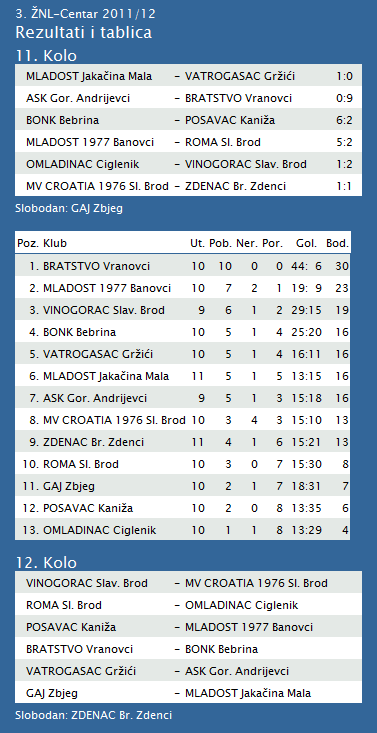 3. ŽNL-Centar 2011/12
Rezultati i tablica
11. Kolo
MLADOST Jakačina Mala - VATROGASAC Gržići 1:0
ASK Gor. Andrijevci - BRATSTVO Vranovci 0:9
BONK Bebrina - POSAVAC Kaniža 6:2
MLADOST 1977 Banovci - ROMA Sl. Brod 5:2
OMLADINAC Ciglenik - VINOGORAC Slav. Brod 1:2
MV CROATIA 1976 Sl. Brod - ZDENAC Br. Zdenci 1:1
Slobodan: GAJ Zbjeg
Poz. Klub Ut. Pob. Ner. Por. Gol. Bod.
1. BRATSTVO Vranovci 10 10 0 0 44: 6 30
2. MLADOST 1977 Banovci 10 7 2 1 19: 9 23
3. VINOGORAC Slav. Brod 9 6 1 2 29:15 19
4. BONK Bebrina 10 5 1 4 25:20 16
5. VATROGASAC Gržići 10 5 1 4 16:11 16
6. MLADOST Jakačina Mala 11 5 1 5 13:15 16
7. ASK Gor. Andrijevci 9 5 1 3 15:18 16
8. MV CROATIA 1976 Sl. Brod 10 3 4 3 15:10 13
9. ZDENAC Br. Zdenci 11 4 1 6 15:21 13
10. ROMA Sl. Brod 10 3 0 7 15:30 8
11. GAJ Zbjeg 10 2 1 7 18:31 7
12. POSAVAC Kaniža 10 2 0 8 13:35 6
13. OMLADINAC Ciglenik 10 1 1 8 13:29 4
12. Kolo
VINOGORAC Slav. Brod - MV CROATIA 1976 Sl. Brod
ROMA Sl. Brod - OMLADINAC Ciglenik
POSAVAC Kaniža - MLADOST 1977 Banovci
BRATSTVO Vranovci - BONK Bebrina
VATROGASAC Gržići - ASK Gor. Andrijevci
GAJ Zbjeg - MLADOST Jakačina Mala
Slobodan: ZDENAC Br. Zdenci